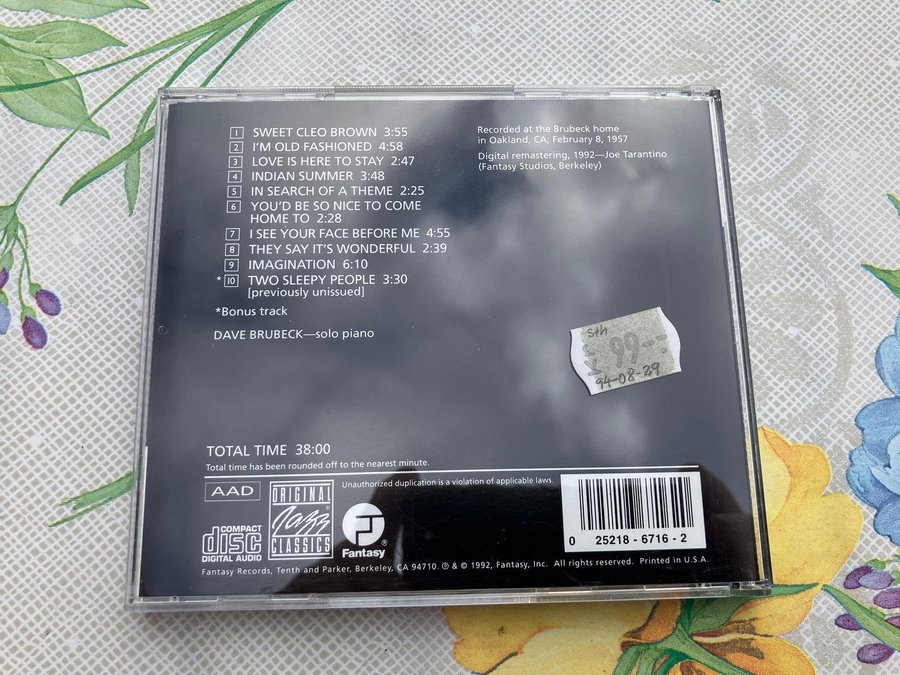 1 SWEET CLEO BROWN 3:55
2 I'M OLD FASHIONED 4:58
3 LOVE IS HERE TO STAY 2:47
4 INDIAN SUMMER 3:48
5 IN SEARCH OF A THEME 2:25
6 YOU'D BE SO NICE TO COME
HOME TO 2:28
7 I SEE YOUR FACE BEFORE ME 4:55
8 THEY SAY IT'S WONDERFUL 2:39
9 IMAGINATION 6:10
*10 TWO SLEEPY PEOPLE 3:30
[previously unissued]
*Bonus track
DAVE BRUBECK—solo piano
Recorded at the Brubeck home
in Oakland, CA; February 8, 1957
Digital remastering, 1992—Joe Tarantino
(Fantasy Studios, Berkeley)
Sth
99--
94-08-29
TOTAL TIME 38:00
Total time has been rounded off to the nearest minute.
AAD
ORIGINAL
Jazz
CLASSICS
Unauthorized duplication is a violation of applicable laws.
COMPACT
disc
DIGITAL AUDIO
Fantasy
®
0 25218-6716-2
Fantasy Records, Tenth and Parker, Berkeley, CA 94710. ℗ & © 1992, Fantasy, Inc. All rights reserved. Printed in U.S.A.